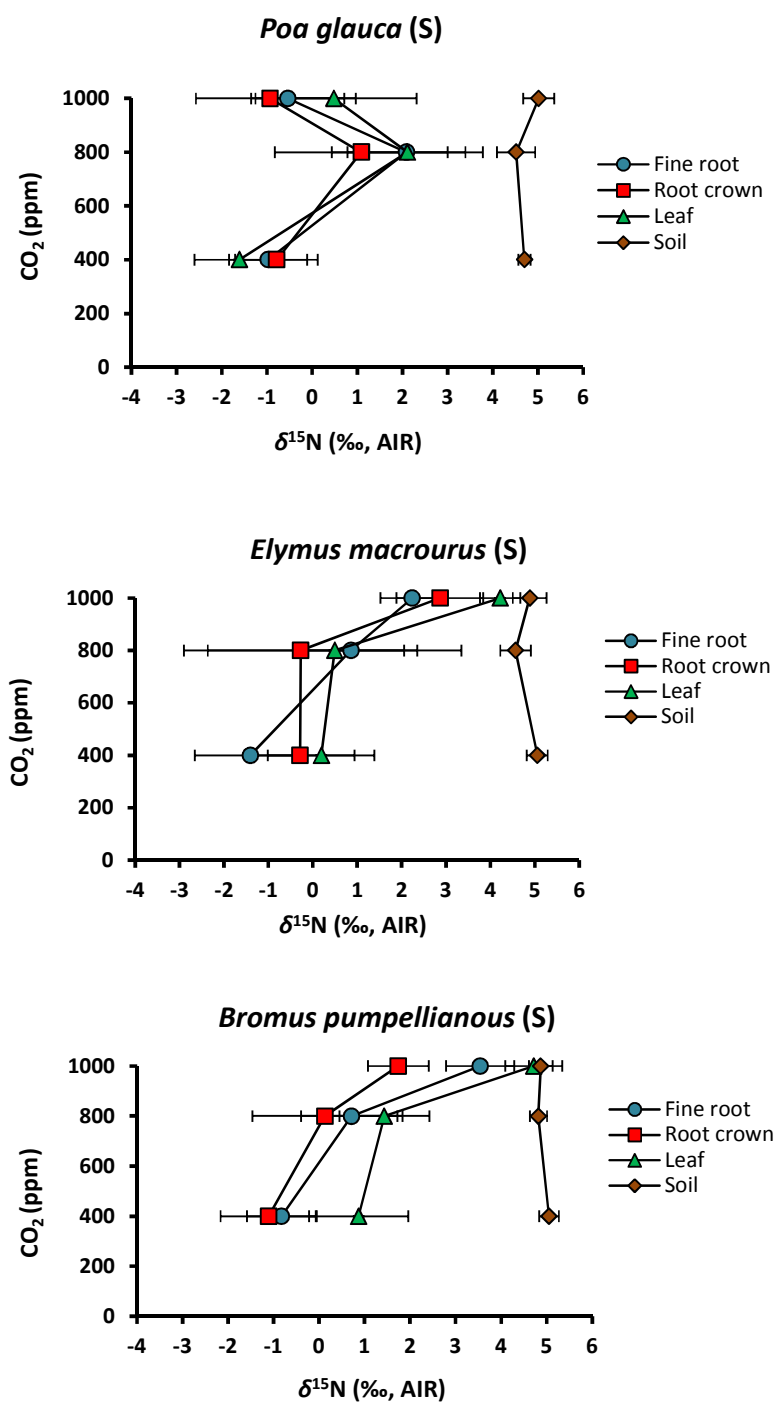 Poa glauca (S)
1000
800
600
400
200
0
CO₂ (ppm)
-4 -3 -2 -1 0 1 2 3 4 5 6
δ¹⁵N (‰, AIR)
Fine root
Root crown
Leaf
Soil
Elymus macrourus (S)
1000
800
600
400
200
0
CO₂ (ppm)
-4 -3 -2 -1 0 1 2 3 4 5 6
δ¹⁵N (‰, AIR)
Fine root
Root crown
Leaf
Soil
Bromus pumpellianous (S)
1000
800
600
400
200
0
CO₂ (ppm)
-4 -3 -2 -1 0 1 2 3 4 5 6
δ¹⁵N (‰, AIR)
Fine root
Root crown
Leaf
Soil